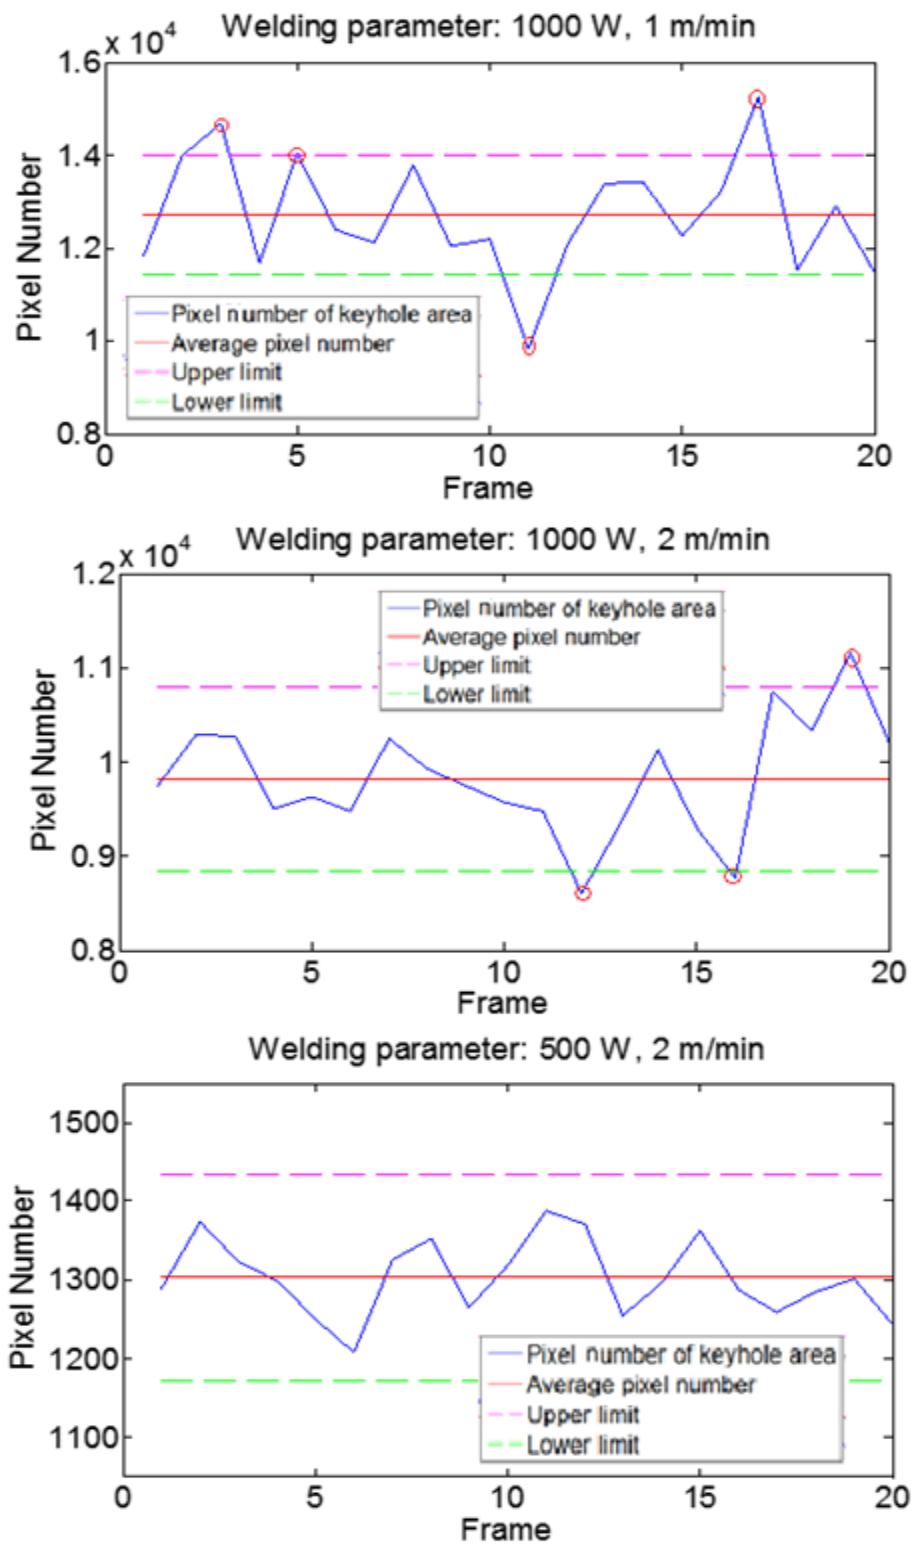 Welding parameter: 1000 W, 1 m/min
x 10^4
1.6
1.4
1.2
1
0.8
Pixel Number
Pixel number of keyhole area
Average pixel number
Upper limit
Lower limit
0 5 10 15 20
Frame
Welding parameter: 1000 W, 2 m/min
x 10^4
1.2
1.1
1
0.9
0.8
Pixel Number
Pixel number of keyhole area
Average pixel number
Upper limit
Lower limit
0 5 10 15 20
Frame
Welding parameter: 500 W, 2 m/min
1500
1400
1300
1200
1100
Pixel Number
Pixel number of keyhole area
Average pixel number
Upper limit
Lower limit
0 5 10 15 20
Frame